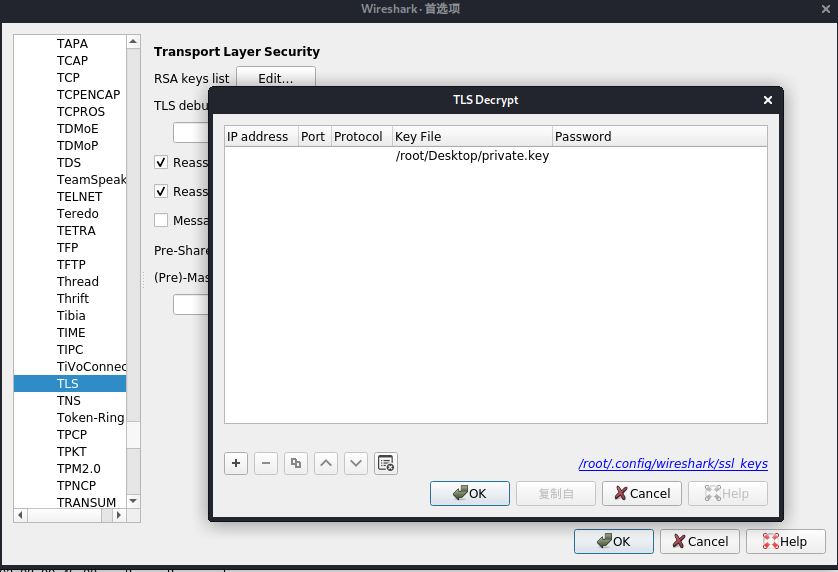 Wireshark · 首选项
TAPA
TCAP
TCP
TCPENCAP
TCPROS
TDMoE
TDMoP
TDS
TeamSpeak
TELNET
Teredo
TETRA
TFP
TFTP
Thread
Thrift
Tibia
TIME
TIPC
TiVoConnec
TLS
TNS
Token-Ring
TPCP
TPKT
TPM2.0
TPNCP
TRANSUM
Transport Layer Security
RSA keys list Edit…
TLS debu
Reass
Reass
Messa
Pre-Share
(Pre)-Mas
TLS Decrypt
IP address Port Protocol Key File Password
/root/Desktop/private.key
/root/.config/wireshark/ssl_keys
OK 复制自 Cancel Help
OK Cancel Help